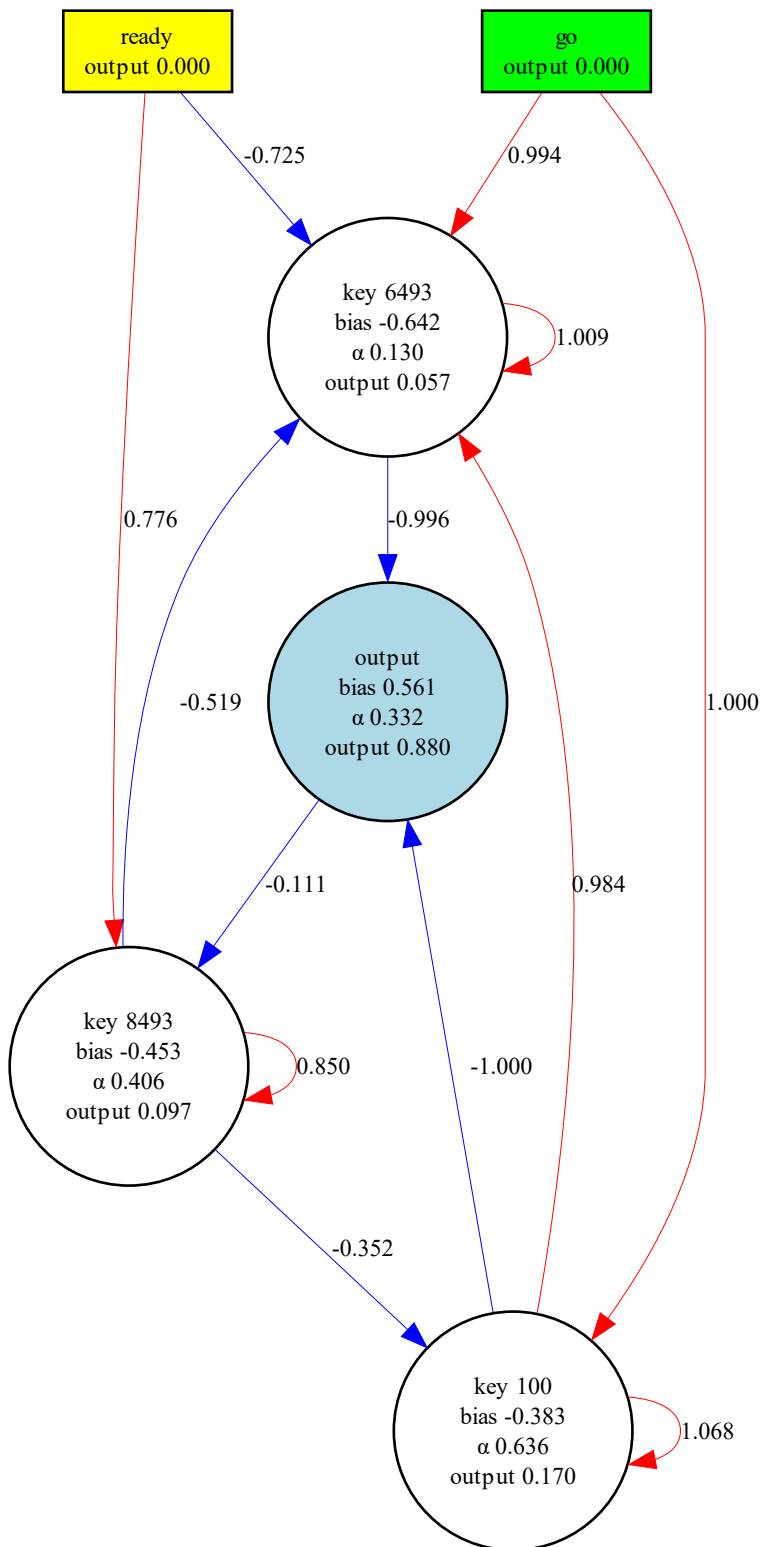 ready
output 0.000
go
output 0.000
-0.725
0.994
key 6493
bias -0.642
α 0.130
output 0.057
1.009
0.776
-0.996
output
bias 0.561
α 0.332
output 0.880
-0.519
1.000
-0.111
0.984
key 8493
bias -0.453
α 0.406
output 0.097
0.850
-1.000
-0.352
key 100
bias -0.383
α 0.636
output 0.170
1.068